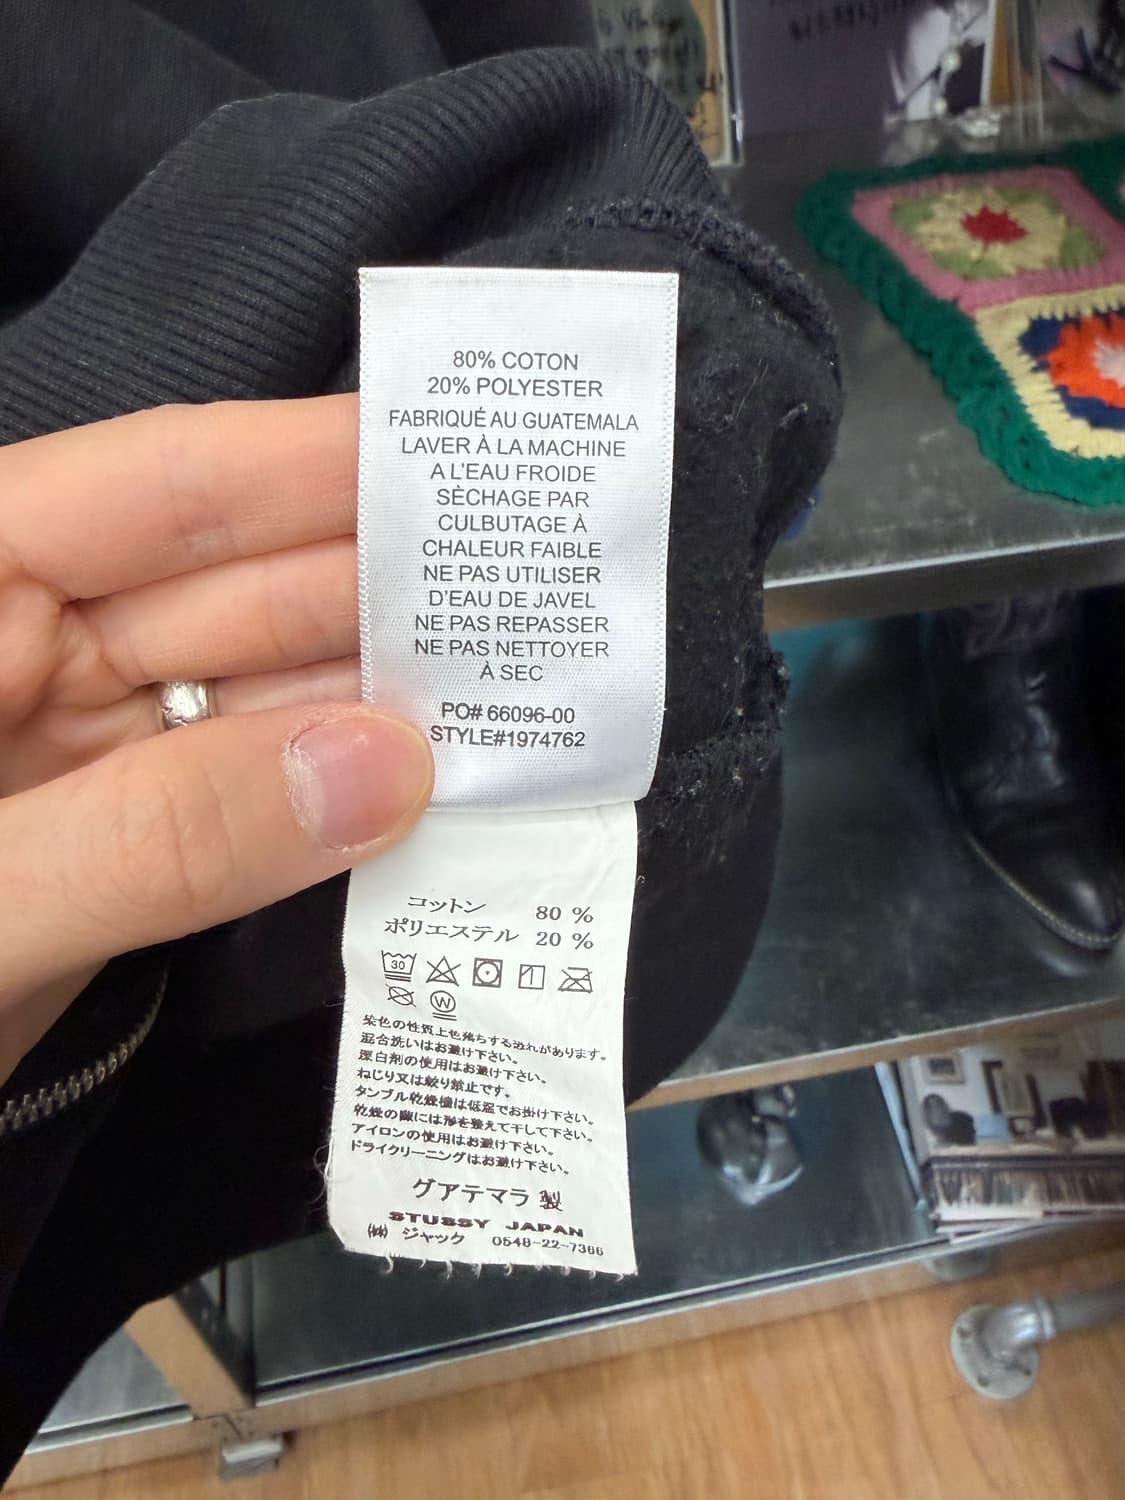 80% COTON
20% POLYESTER
FABRIQUÉ AU GUATEMALA
LAVER À LA MACHINE
A L'EAU FROIDE
SÈCHAGE PAR
CULBUTAGE À
CHALEUR FAIBLE
NE PAS UTILISER
D'EAU DE JAVEL
NE PAS REPASSER
NE PAS NETTOYER
À SEC
PO# 66096-00
STYLE#1974762
コットン 80 %
ポリエステル 20 %
30
W
染色の性質上色落ちする恐れがあります。
混合洗いはお避け下さい。
漂白剤の使用はお避け下さい。
ねじり又は絞り禁止です。
タンブル乾燥機は低温でお掛け下さい。
乾燥の際には形を整えて干して下さい。
アイロンの使用はお避け下さい。
ドライクリーニングはお避け下さい。
グアテマラ製
STUSSY JAPAN
㈱ ジャック 0548-22-7366